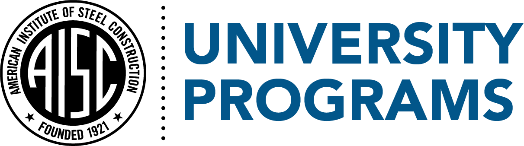 AMERICAN INSTITUTE OF STEEL CONSTRUCTION
AISC
FOUNDED 1921
UNIVERSITY
PROGRAMS